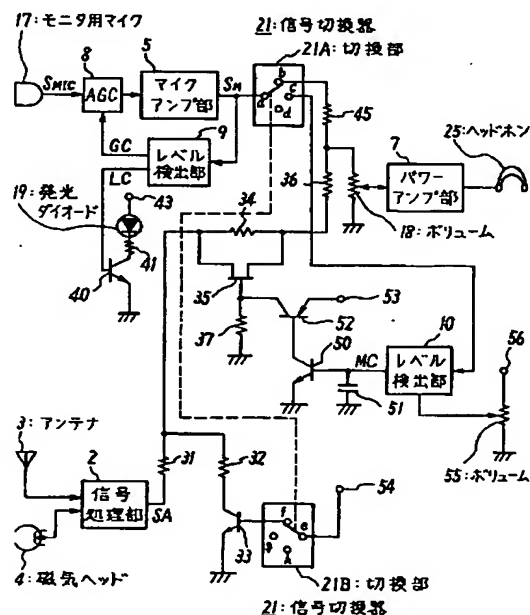 17:モニタ用マイク
21:信号切換器
21A:切換部
8
5
SMIC
AGC
マイク
アンプ部
SM
a
b
c
d
45
GC
9
レベル
検出部
LC
19:発光
ダイオード
43
41
40
34
36
7
パワー
アンプ部
25:ヘッドホン
18:ボリューム
35
37
53
52
50
51
MC
10
レベル
検出部
56
55:ボリューム
3:アンテナ
2
信号
処理部
SA
4:磁気ヘッド
31
32
33
54
f
e
g
h
21B:切換部
21:信号切換器